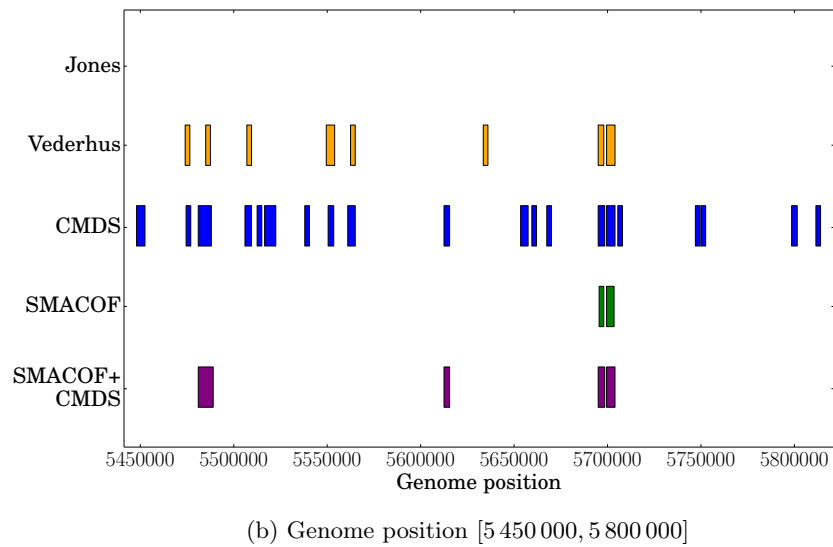 Jones
Vederhus
CMDS
SMACOF
SMACOF+
CMDS
5450000 5500000 5550000 5600000 5650000 5700000 5750000 5800000
Genome position
(b) Genome position [5 450 000, 5 800 000]